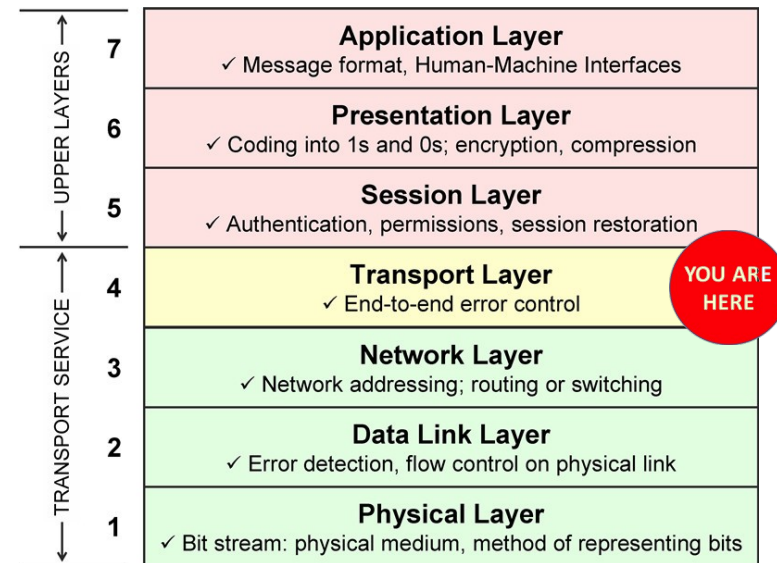 UPPER LAYERS
7
Application Layer
✓ Message format, Human-Machine Interfaces
6
Presentation Layer
✓ Coding into 1s and 0s; encryption, compression
5
Session Layer
✓ Authentication, permissions, session restoration
TRANSPORT SERVICE
4
Transport Layer
✓ End-to-end error control
YOU ARE
HERE
3
Network Layer
✓ Network addressing; routing or switching
2
Data Link Layer
✓ Error detection, flow control on physical link
1
Physical Layer
✓ Bit stream: physical medium, method of representing bits